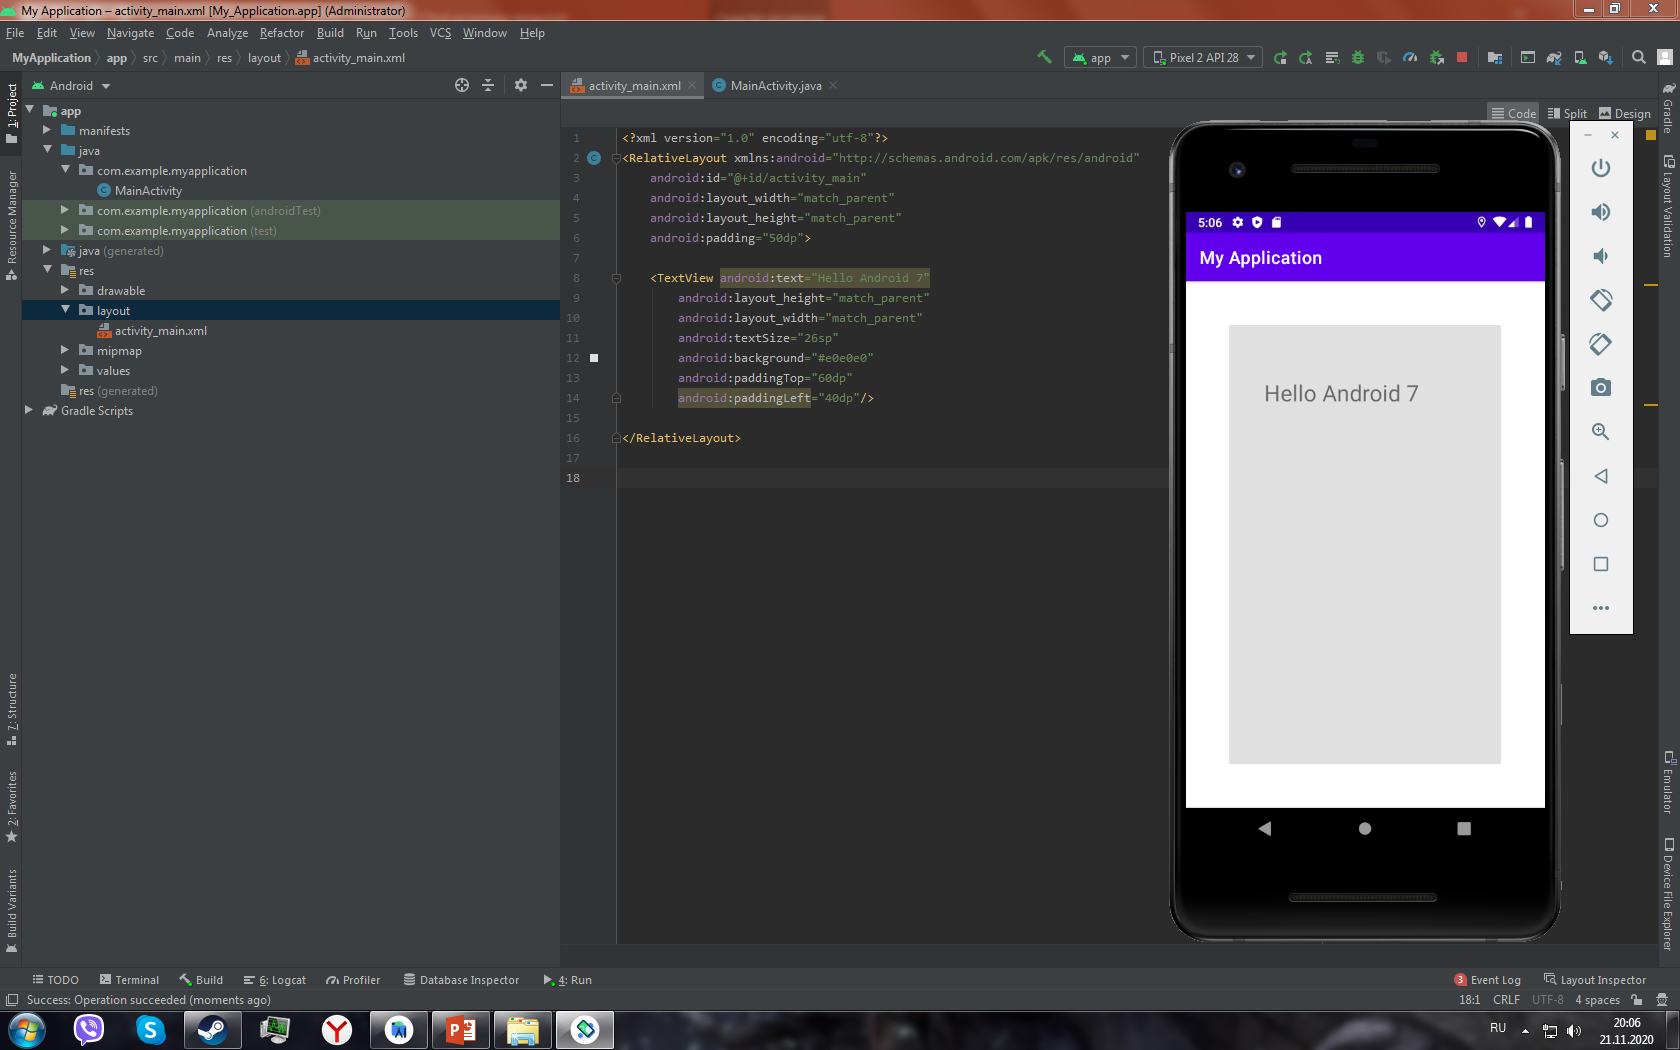 My Application – activity_main.xml [My_Application.app] (Administrator)
File Edit View Navigate Code Analyze Refactor Build Run Tools VCS Window Help
MyApplication app src main res layout activity_main.xml
app Pixel 2 API 28
Android
activity_main.xml MainActivity.java
Code Split Design
1: Project
Resource Manager
7: Structure
2: Favorites
Build Variants
app
manifests
java
com.example.myapplication
MainActivity
com.example.myapplication (androidTest)
com.example.myapplication (test)
java (generated)
res
drawable
layout
activity_main.xml
mipmap
values
res (generated)
Gradle Scripts
1 <?xml version="1.0" encoding="utf-8"?>
2 <RelativeLayout xmlns:android="http://schemas.android.com/apk/res/android"
3 android:id="@+id/activity_main"
4 android:layout_width="match_parent"
5 android:layout_height="match_parent"
6 android:padding="50dp">
7
8 <TextView android:text="Hello Android 7"
9 android:layout_height="match_parent"
10 android:layout_width="match_parent"
11 android:textSize="26sp"
12 android:background="#e0e0e0"
13 android:paddingTop="60dp"
14 android:paddingLeft="40dp"/>
15
16 </RelativeLayout>
17
18
5:06
My Application
Hello Android 7
Gradle
Layout Validation
Emulator
Device File Explorer
TODO Terminal Build 6: Logcat Profiler Database Inspector 4: Run
3 Event Log Layout Inspector
Success: Operation succeeded (moments ago)
18:1 CRLF UTF-8 4 spaces
RU
20:06
21.11.2020